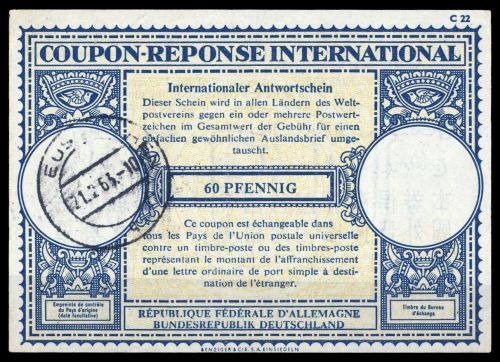 C 22
COUPON-REPONSE INTERNATIONAL
Internationaler Antwortschein
Dieser Schein wird in allen Ländern des Welt-
postvereins gegen ein oder mehrere Postwert-
zeichen im Gesamtwert der Gebühr für einen
einfachen gewöhnlichen Auslandsbrief umge-
tauscht.
60 PFENNIG
Ce coupon est échangeable dans
tous les Pays de l'Union postale universelle
contre un timbre-poste ou des timbres-poste
représentant le montant de l'affranchissement
d'une lettre ordinaire de port simple à desti-
nation de l'étranger.
Empreinte de contrôle
du Pays d'origine
(date facultative)
Timbre du Bureau
d'échange.
RÉPUBLIQUE FÉDÉRALE D'ALLEMAGNE
BUNDESREPUBLIK DEUTSCHLAND
BENZIGER & CIE. S.A. EINSIEDELN